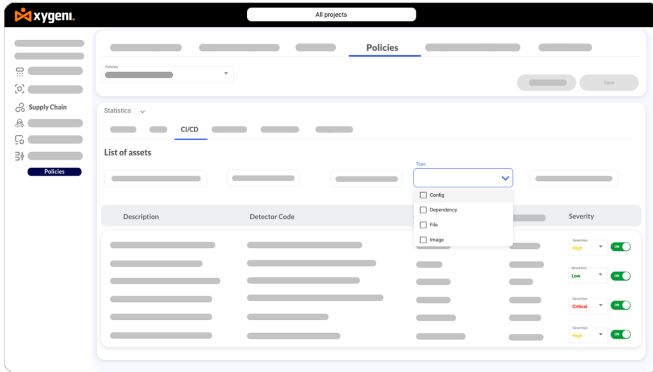 xygeni.
All projects
Policies
Policies
Save
Supply Chain
Statistics
CI/CD
List of assets
Type
Config
Dependency
File
Image
Policies
Description
Detector Code
Severity
Severities
High
ON
Severities
Low
ON
Severities
Critical
ON
Severities
High
ON